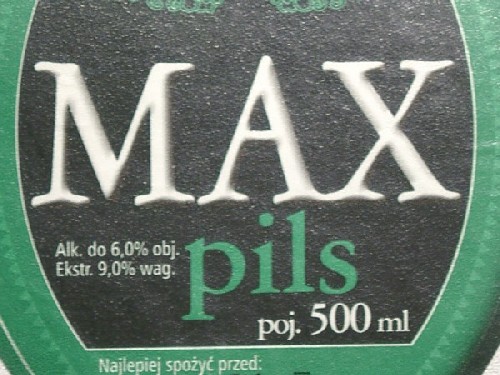 MAX
pils
Alk. do 6,0% obj.
Ekstr. 9,0% wag.
poj. 500 ml
Najlepiej spożyć przed: